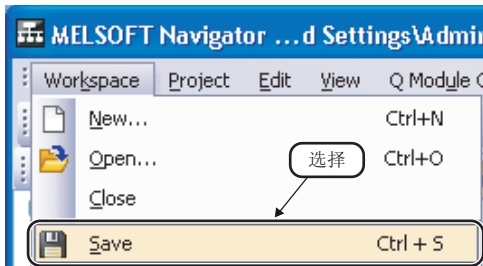 MELSOFT Navigator ...d Settings\Admi
Workspace Project Edit View Q Module
New... Ctrl+N
Open... 选择 Ctrl+O
Close
Save Ctrl + S